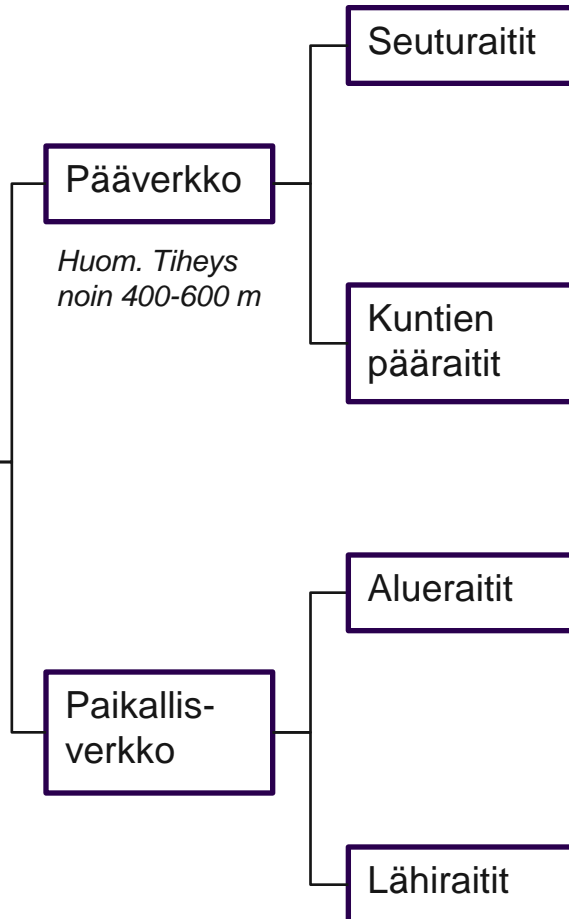 Seuturaitit
Pääverkko
Huom. Tiheys
noin 400-600 m
Kuntien
pääraitit
Alueraitit
Paikallis-
verkko
Lähiraitit